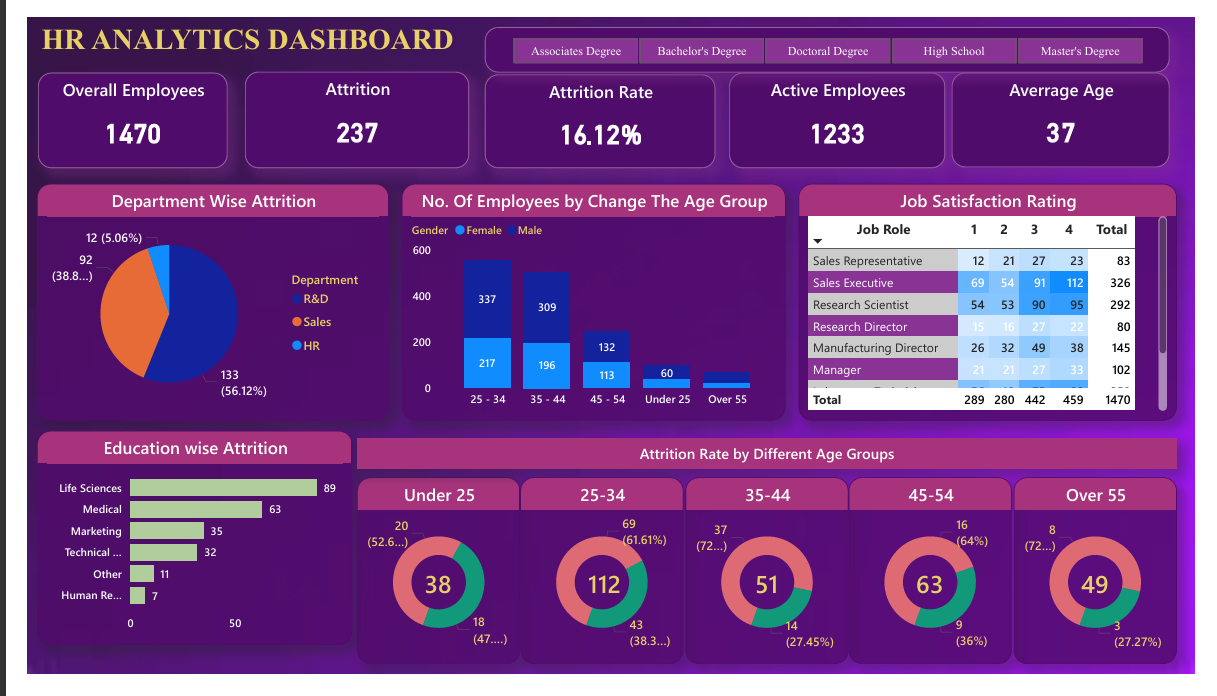 HR ANALYTICS DASHBOARD
Associates Degree
Bachelor's Degree
Doctoral Degree
High School
Master's Degree
Overall Employees
1470
Attrition
237
Attrition Rate
16.12%
Active Employees
1233
Averrage Age
37
Department Wise Attrition
12 (5.06%)
92
(38.8...)
133
(56.12%)
Department
R&D
Sales
HR
No. Of Employees by Change The Age Group
Gender Female Male
600
400
200
0
337
217
309
196
132
113
60
25 - 34
35 - 44
45 - 54
Under 25
Over 55
Job Satisfaction Rating
Job Role 1 2 3 4 Total
Sales Representative 12 21 27 23 83
Sales Executive 69 54 91 112 326
Research Scientist 54 53 90 95 292
Research Director 15 16 27 22 80
Manufacturing Director 26 32 49 38 145
Manager 21 21 27 33 102
Total 289 280 442 459 1470
Education wise Attrition
Life Sciences 89
Medical 63
Marketing 35
Technical ... 32
Other 11
Human Re... 7
0 50
Attrition Rate by Different Age Groups
Under 25
20
(52.6...)
38
18
(47....)
25-34
69
(61.61%)
112
43
(38.3...)
35-44
37
(72...)
51
14
(27.45%)
45-54
16
(64%)
63
9
(36%)
Over 55
8
(72...)
49
3
(27.27%)